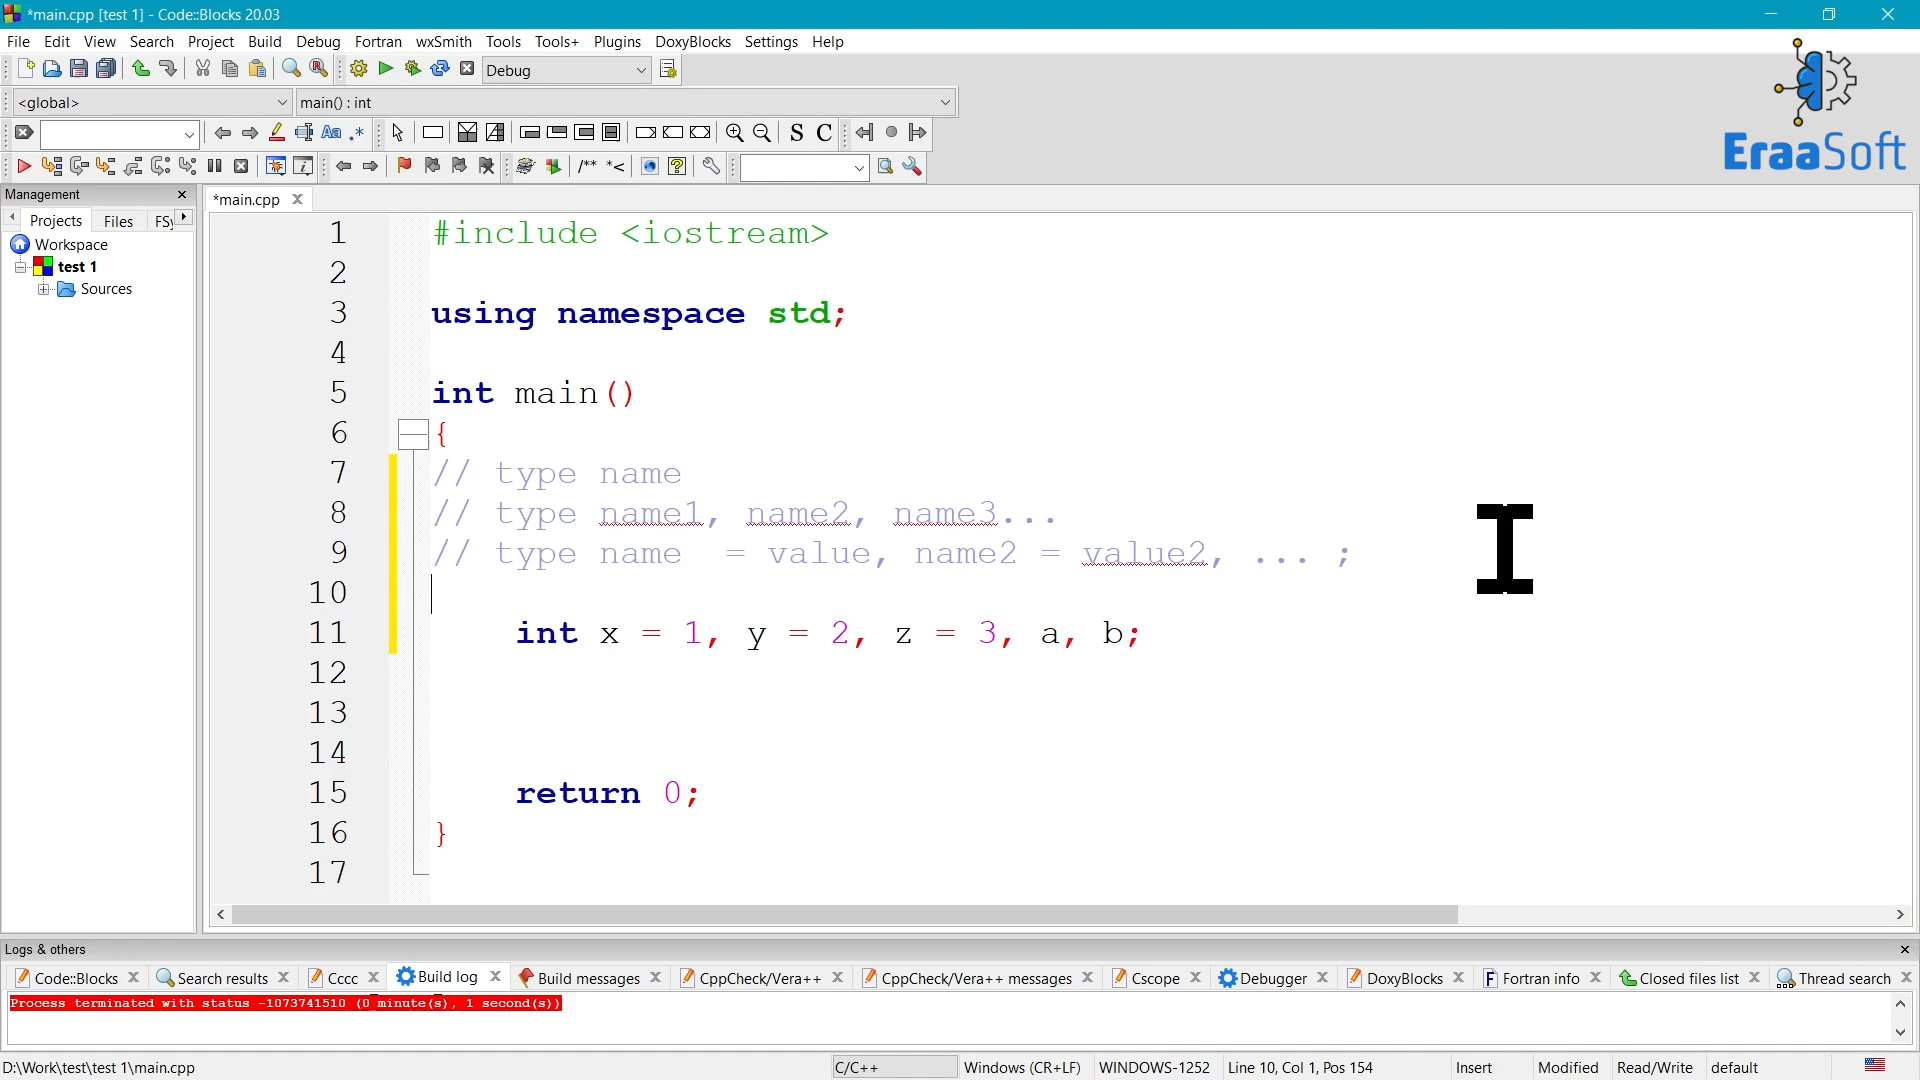 *main.cpp [test 1] - Code::Blocks 20.03
File Edit View Search Project Build Debug Fortran wxSmith Tools Tools+ Plugins DoxyBlocks Settings Help
Debug
<global> main() : int
Aa .* S C
/** *<
EraaSoft
Management
*main.cpp
Projects Files FSy
Workspace
test 1
Sources
1 #include <iostream>
2
3 using namespace std;
4
5 int main()
6 {
7 // type name
8 // type name1, name2, name3...
9 // type name  = value, name2 = value2, ... ;
10
11 int x = 1, y = 2, z = 3, a, b;
12
13
14
15 return 0;
16 }
17
Logs & others
Code::Blocks Search results Cccc Build log Build messages CppCheck/Vera++ CppCheck/Vera++ messages Cscope Debugger DoxyBlocks Fortran info Closed files list Thread search
Process terminated with status -1073741510 (0 minute(s), 1 second(s))
D:\Work\test\test 1\main.cpp C/C++ Windows (CR+LF) WINDOWS-1252 Line 10, Col 1, Pos 154 Insert Modified Read/Write default